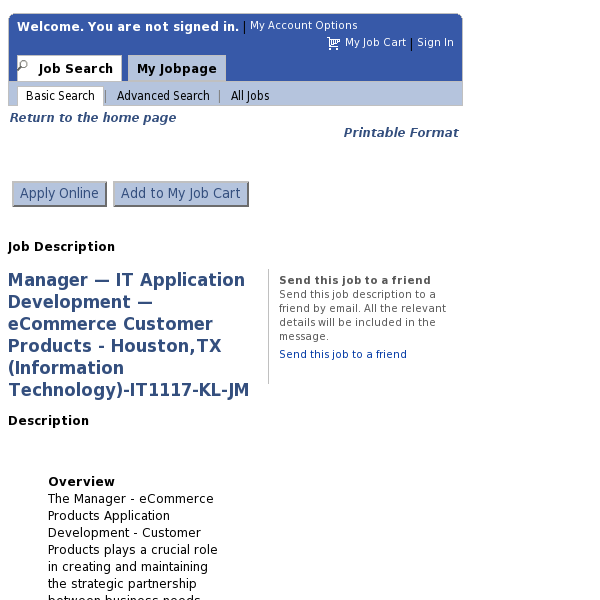 Welcome. You are not signed in. | My Account Options
My Job Cart | Sign In
Job Search My Jobpage
Basic Search | Advanced Search | All Jobs
Return to the home page
Printable Format
Apply Online Add to My Job Cart
Job Description
Manager — IT Application
Development —
eCommerce Customer
Products - Houston,TX
(Information
Technology)-IT1117-KL-JM
Send this job to a friend
Send this job description to a
friend by email. All the relevant
details will be included in the
message.
Send this job to a friend
Description
Overview
The Manager - eCommerce
Products Application
Development - Customer
Products plays a crucial role
in creating and maintaining
the strategic partnership
between business needs